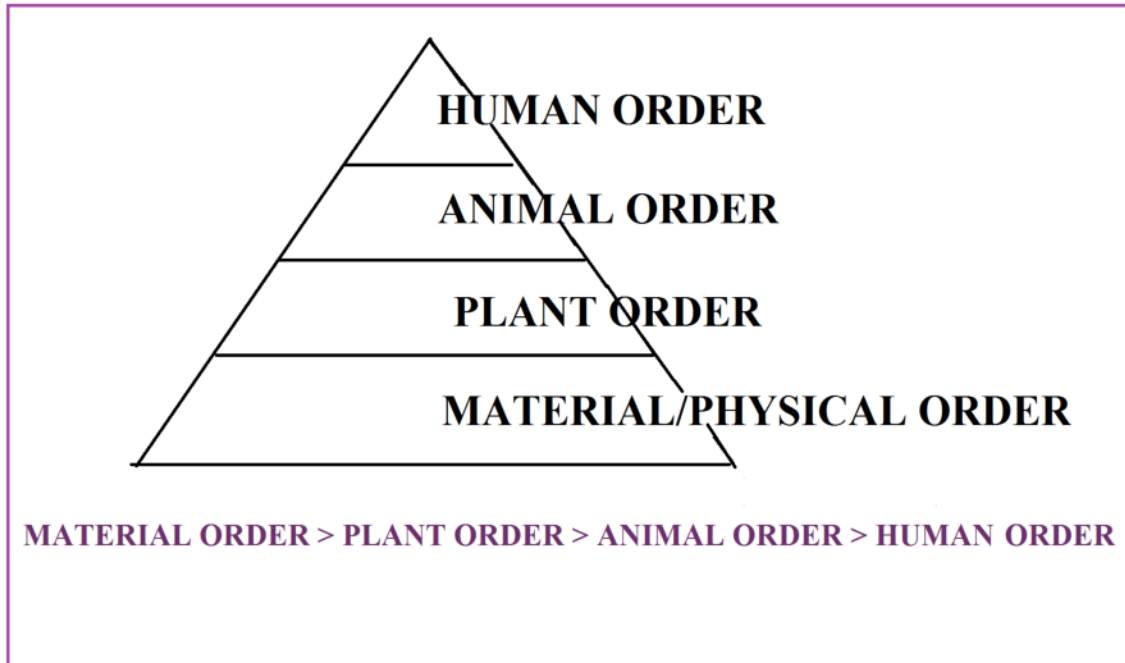 HUMAN ORDER
ANIMAL ORDER
PLANT ORDER
MATERIAL/PHYSICAL ORDER
MATERIAL ORDER > PLANT ORDER > ANIMAL ORDER > HUMAN ORDER